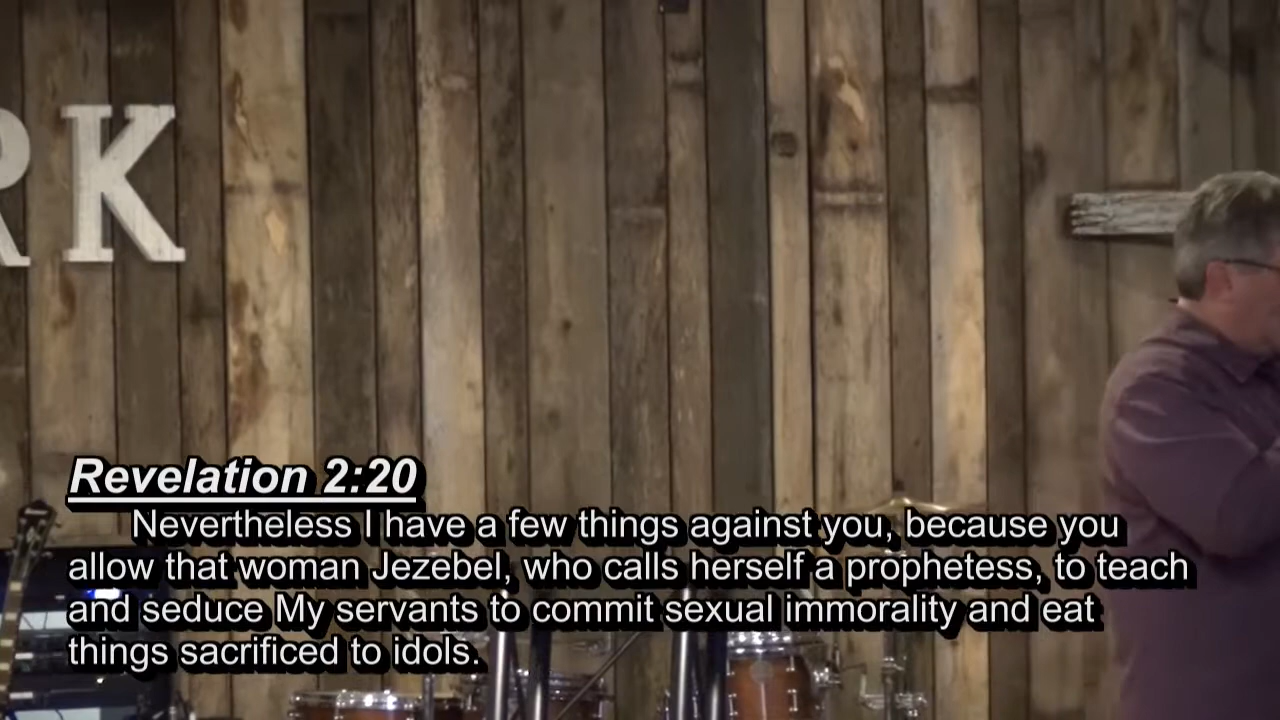 RK
Revelation 2:20
Nevertheless I have a few things against you, because you
allow that woman Jezebel, who calls herself a prophetess, to teach
and seduce My servants to commit sexual immorality and eat
things sacrificed to idols.